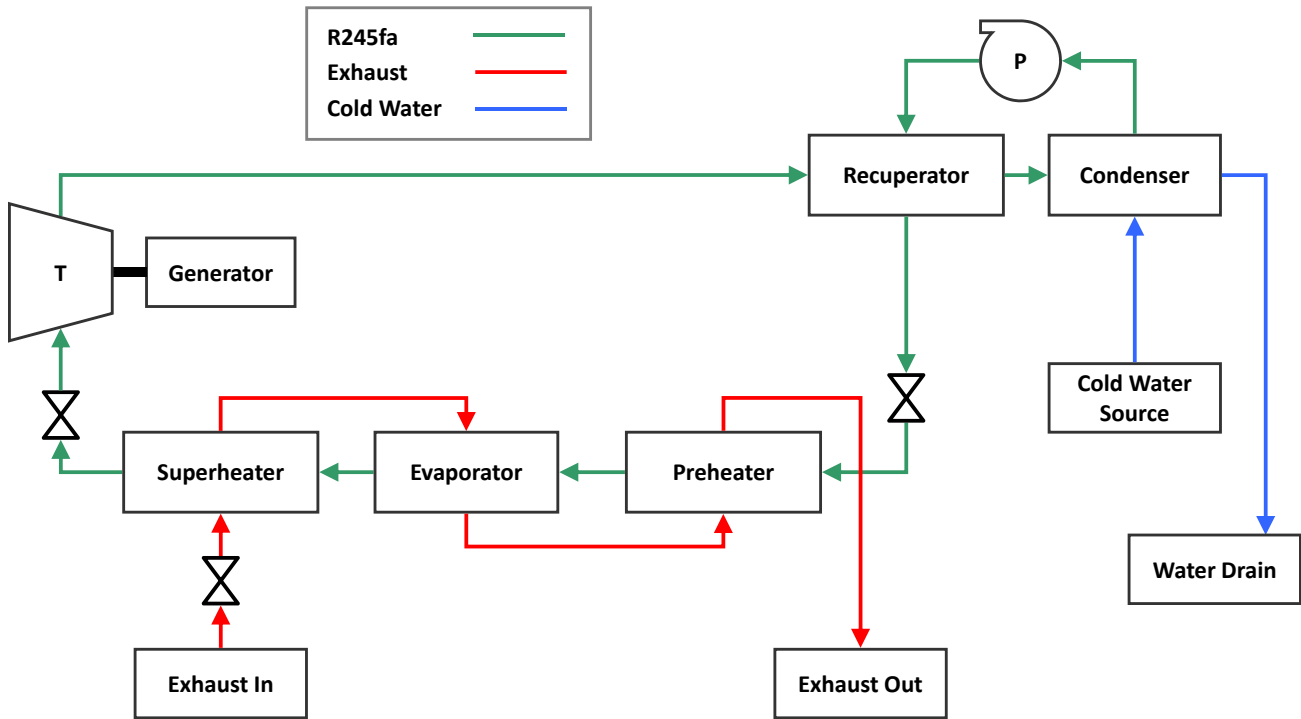 R245fa
Exhaust
Cold Water
P
Recuperator
Condenser
T
Generator
Cold Water
Source
Superheater
Evaporator
Preheater
Water Drain
Exhaust In
Exhaust Out